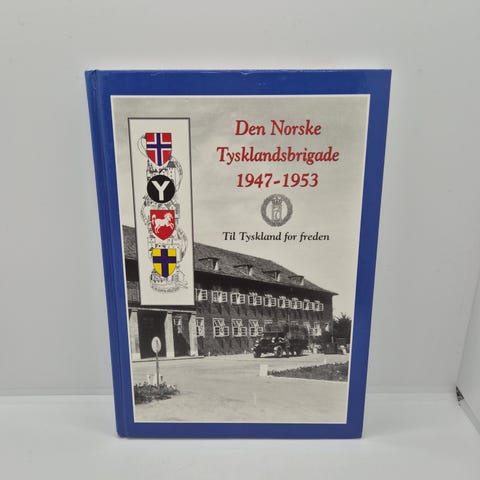 Den Norske
Tysklandsbrigade
1947-1953
Y
Til Tyskland for freden